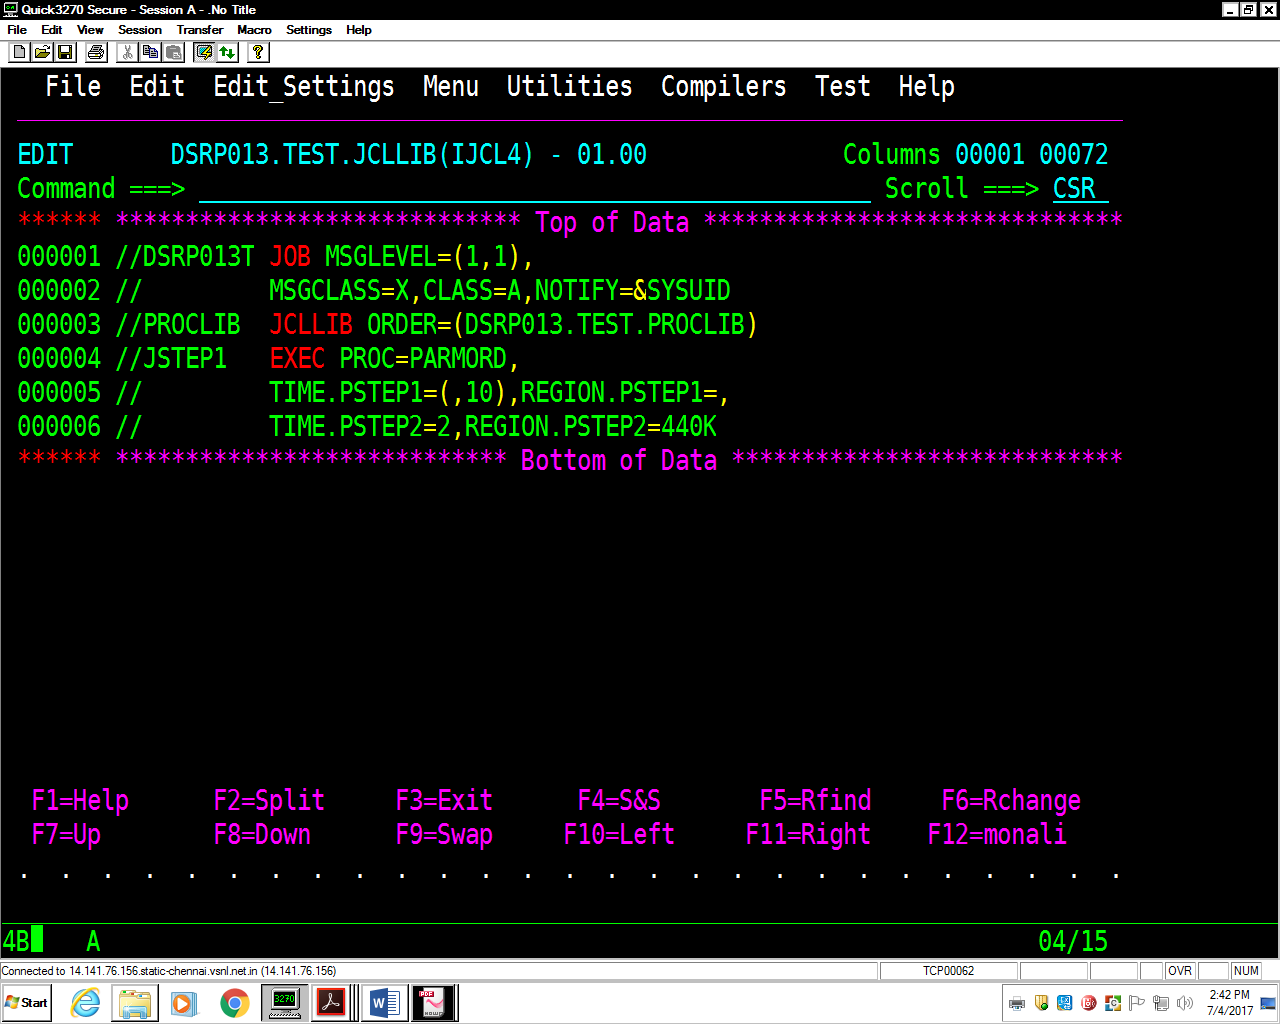 Quick3270 Secure - Session A - .No Title
File Edit View Session Transfer Macro Settings Help
File Edit Edit_Settings Menu Utilities Compilers Test Help
EDIT DSRP013.TEST.JCLLIB(IJCL4) - 01.00 Columns 00001 00072
Command ===> Scroll ===> CSR
****** ***************************** Top of Data ******************************
000001 //DSRP013T JOB MSGLEVEL=(1,1),
000002 // MSGCLASS=X,CLASS=A,NOTIFY=&SYSUID
000003 //PROCLIB JCLLIB ORDER=(DSRP013.TEST.PROCLIB)
000004 //JSTEP1 EXEC PROC=PARMORD,
000005 // TIME.PSTEP1=(,10),REGION.PSTEP1=,
000006 // TIME.PSTEP2=2,REGION.PSTEP2=440K
****** **************************** Bottom of Data ****************************
F1=Help F2=Split F3=Exit F4=S&S F5=Rfind F6=Rchange
F7=Up F8=Down F9=Swap F10=Left F11=Right F12=monali
. . . . . . . . . . . . . . . . . . . . . . . . . . .
4B A 04/15
Connected to 14.141.76.156.static-chennai.vsnl.net.in (14.141.76.156) TCP00062 OVR NUM
Start 3270 2:42 PM
7/4/2017